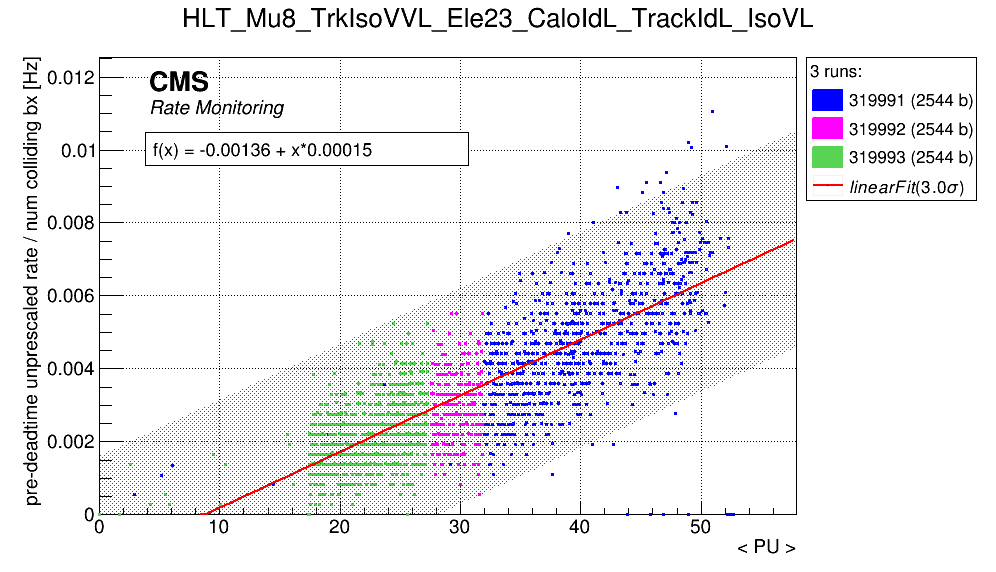 HLT_Mu8_TrkIsoVVL_Ele23_CaloIdL_TrackIdL_IsoVL
pre-deadtime unprescaled rate / num colliding bx [Hz]
0.012
0.01
0.008
0.006
0.004
0.002
0
CMS
Rate Monitoring
f(x) = -0.00136 + x*0.00015
3 runs:
319991 (2544 b)
319992 (2544 b)
319993 (2544 b)
linearFit(3.0σ)
0 10 20 30 40 50
< PU >